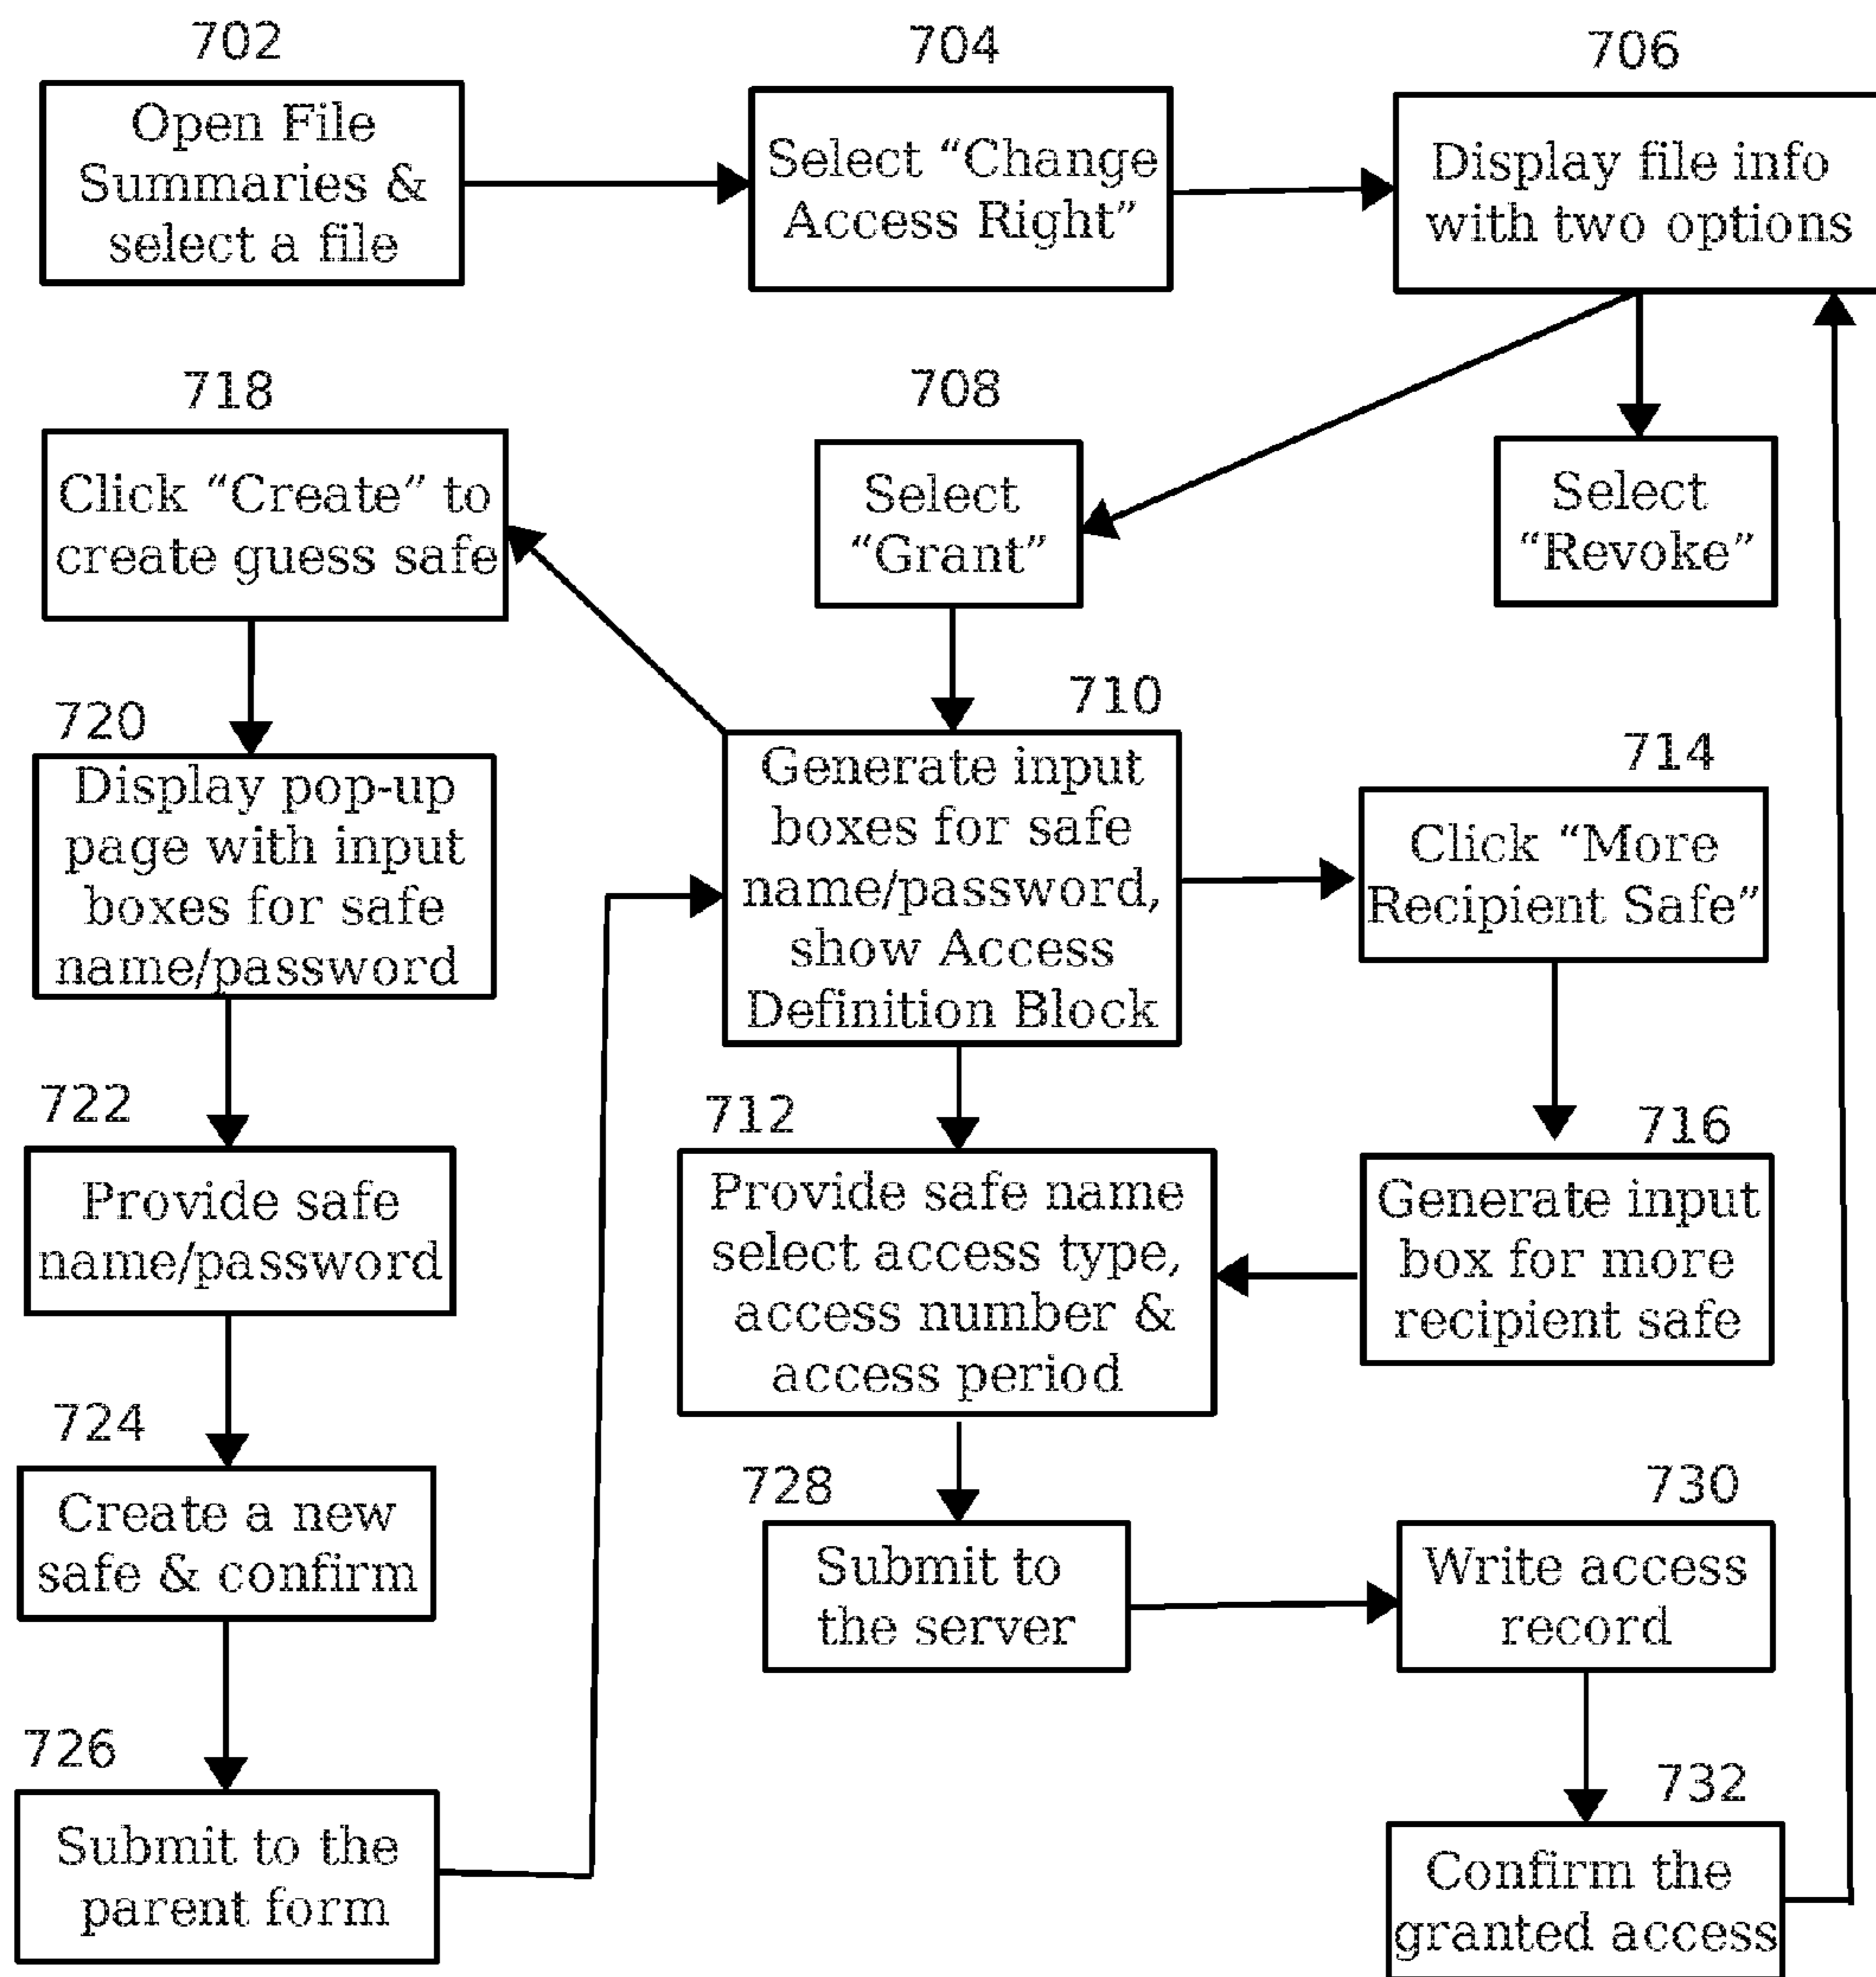 702
Open File
Summaries &
select a file
704
Select “Change
Access Right”
706
Display file info
with two options
718
Click “Create” to
create guess safe
708
Select
“Grant”
Select
“Revoke”
720
Display pop-up
page with input
boxes for safe
name/password
710
Generate input
boxes for safe
name/password,
show Access
Definition Block
714
Click “More
Recipient Safe”
722
Provide safe
name/password
712
Provide safe name
select access type,
access number &
access period
716
Generate input
box for more
recipient safe
724
Create a new
safe & confirm
728
Submit to
the server
730
Write access
record
726
Submit to the
parent form
732
Confirm the
granted access